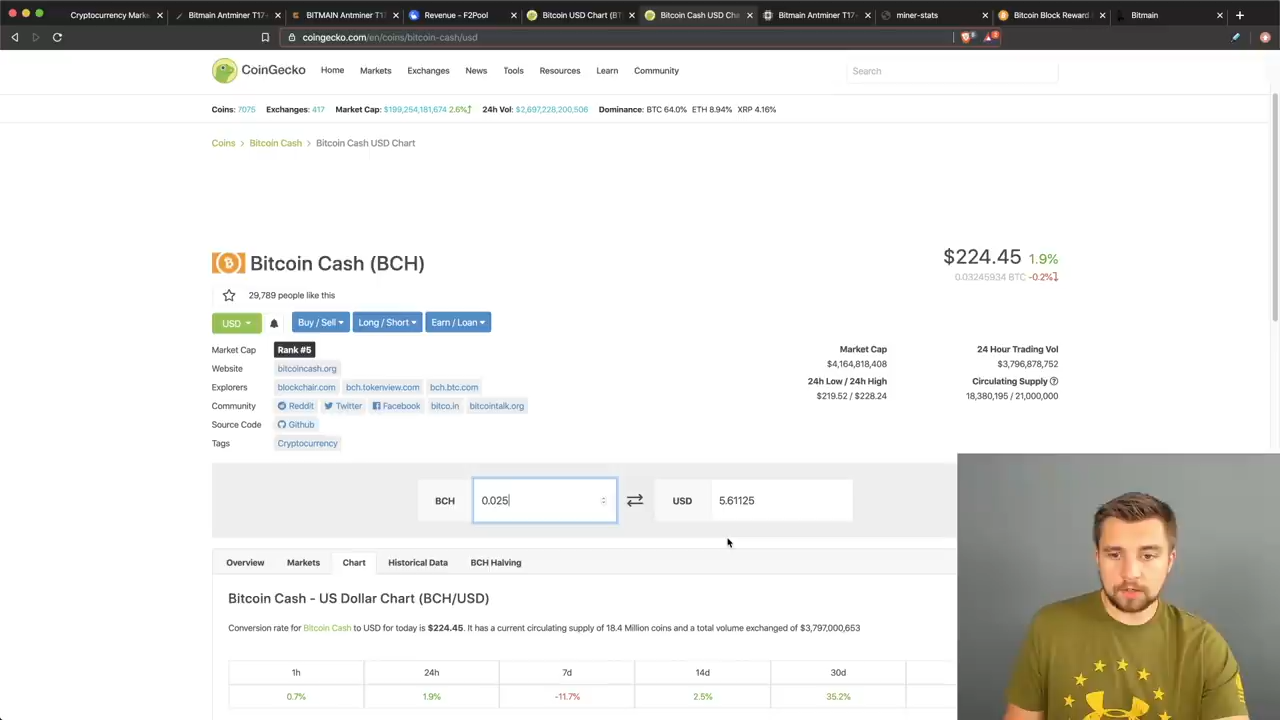 Cryptocurrency Marke
Bitmain Antminer T17
BITMAIN Antminer T1
Revenue - F2Pool
Bitcoin USD Chart (BT
Bitcoin Cash USD Cha
Bitmain Antminer T17+
miner-stats
Bitcoin Block Reward
Bitmain
coingecko.com/en/coins/bitcoin-cash/usd
CoinGecko Home Markets Exchanges News Tools Resources Learn Community Search
Coins: 7075 Exchanges: 417 Market Cap: $199,254,181,674 2.6% 24h Vol: $2,697,228,200,506 Dominance: BTC 64.0% ETH 8.94% XRP 4.16%
Coins > Bitcoin Cash > Bitcoin Cash USD Chart
Bitcoin Cash (BCH)
$224.45 1.9%
0.03245934 BTC -0.2%
29,789 people like this
USD Buy / Sell Long / Short Earn / Loan
Market Cap Rank #5
Website bitcoincash.org
Explorers blockchair.com bch.tokenview.com bch.btc.com
Community Reddit Twitter Facebook bitco.in bitcointalk.org
Source Code Github
Tags Cryptocurrency
Market Cap
$4,164,818,408
24h Low / 24h High
$219.52 / $228.24
24 Hour Trading Vol
$3,796,878,752
Circulating Supply
18,380,195 / 21,000,000
BCH 0.025 USD 5.61125
Overview Markets Chart Historical Data BCH Halving
Bitcoin Cash - US Dollar Chart (BCH/USD)
Conversion rate for Bitcoin Cash to USD for today is $224.45. It has a current circulating supply of 18.4 Million coins and a total volume exchanged of $3,797,000,653
1h 24h 7d 14d 30d
0.7% 1.9% -11.7% 2.5% 35.2%